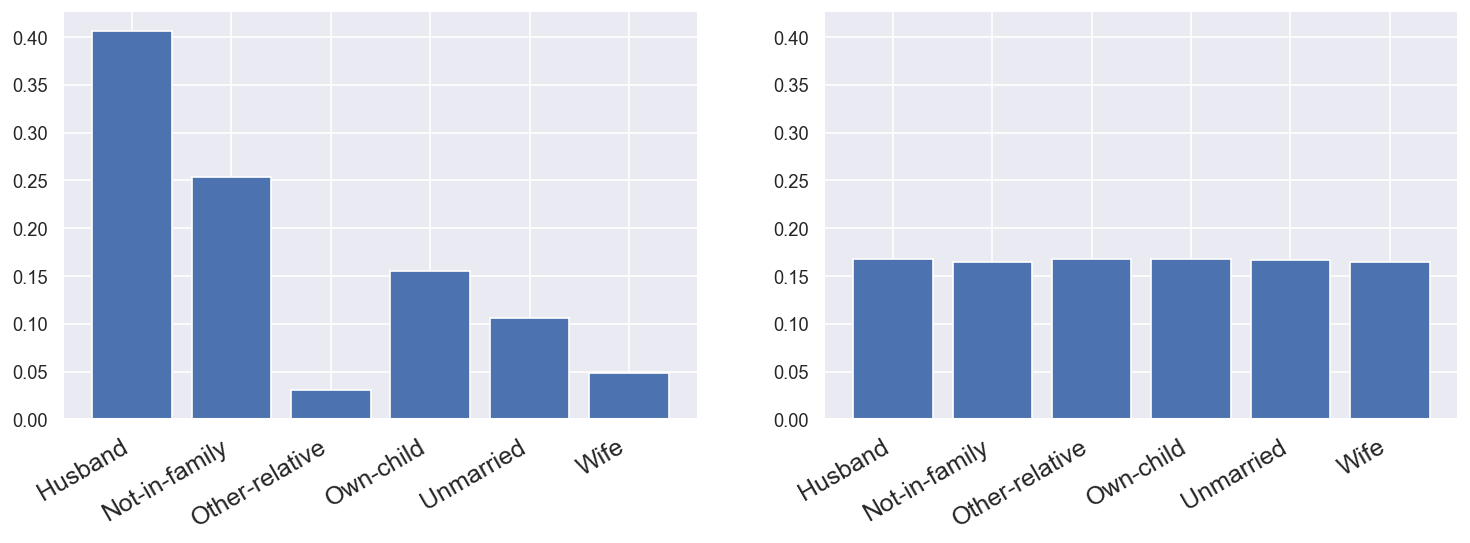 0.40
0.35
0.30
0.25
0.20
0.15
0.10
0.05
0.00
Husband
Not-in-family
Other-relative
Own-child
Unmarried
Wife
0.40
0.35
0.30
0.25
0.20
0.15
0.10
0.05
0.00
Husband
Not-in-family
Other-relative
Own-child
Unmarried
Wife